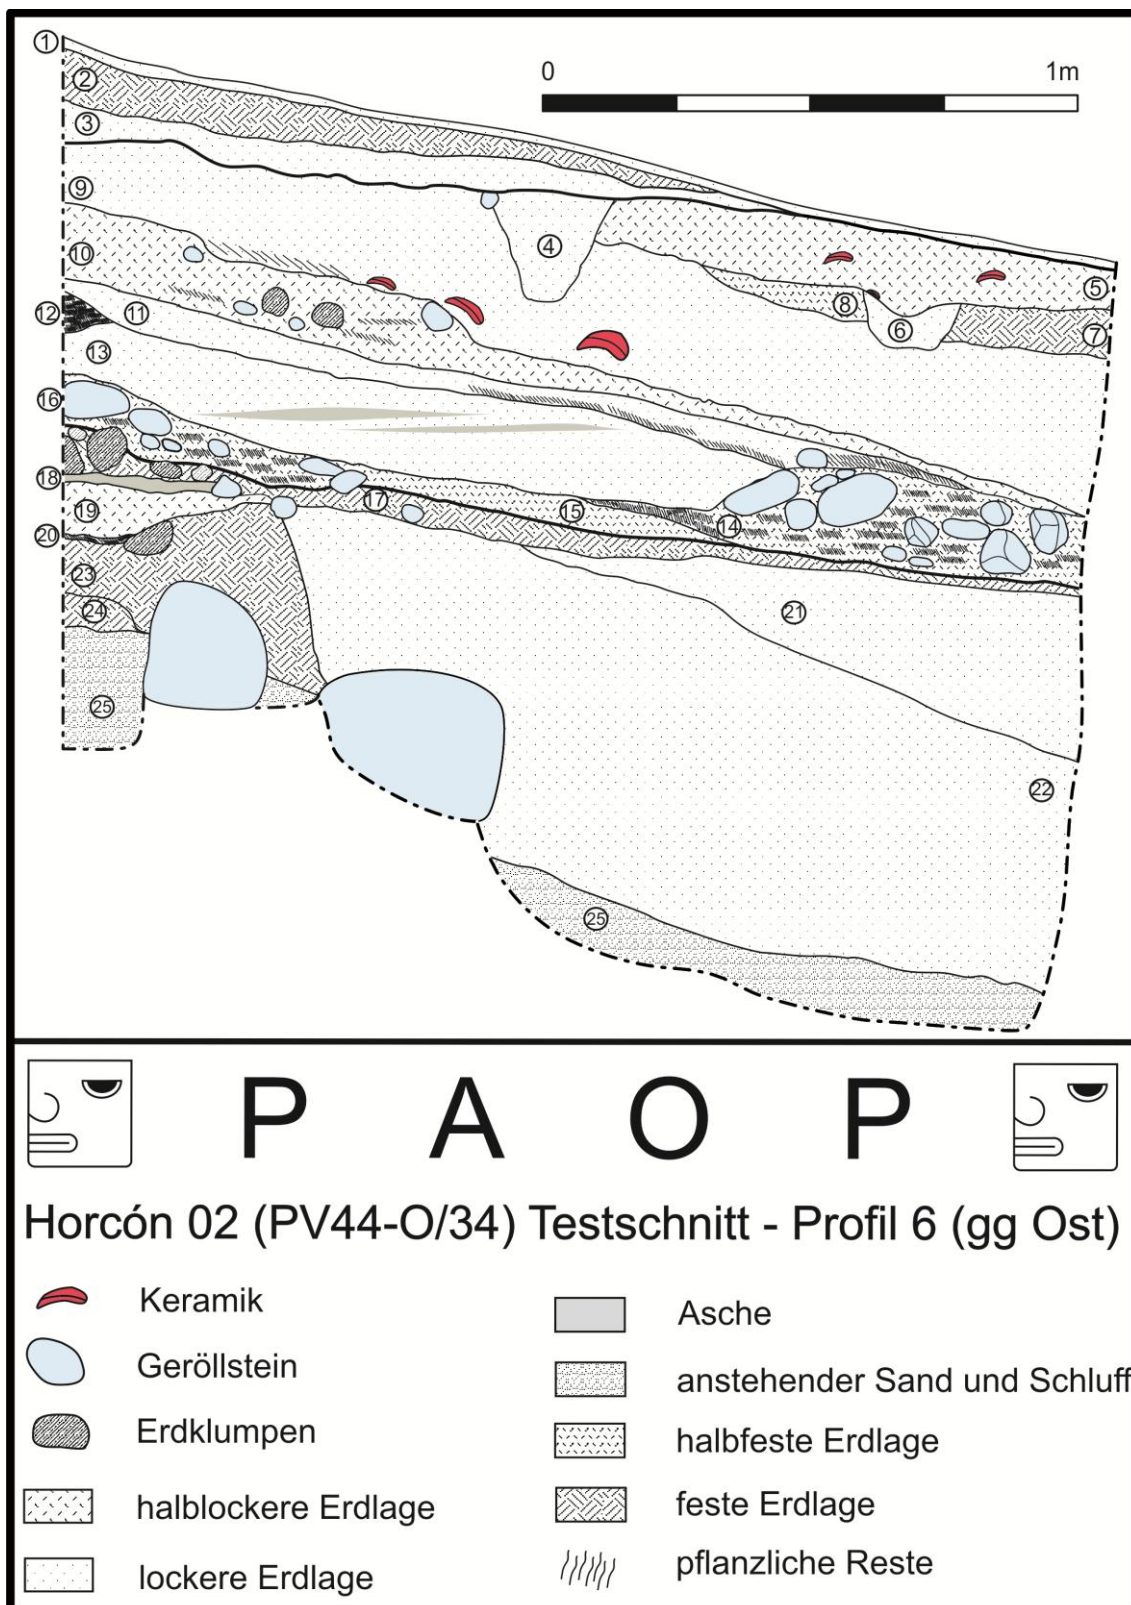 0 1m
1
2
3
9
4
10
5
8
12
11
6
7
13
16
18
17
15
14
19
20
23
24
21
25
22
25
P A O P
Horcón 02 (PV44-O/34) Testschnitt - Profil 6 (gg Ost)
Keramik
Geröllstein
Erdklumpen
halblockere Erdlage
lockere Erdlage
Asche
anstehender Sand und Schluff
halbfeste Erdlage
feste Erdlage
pflanzliche Reste